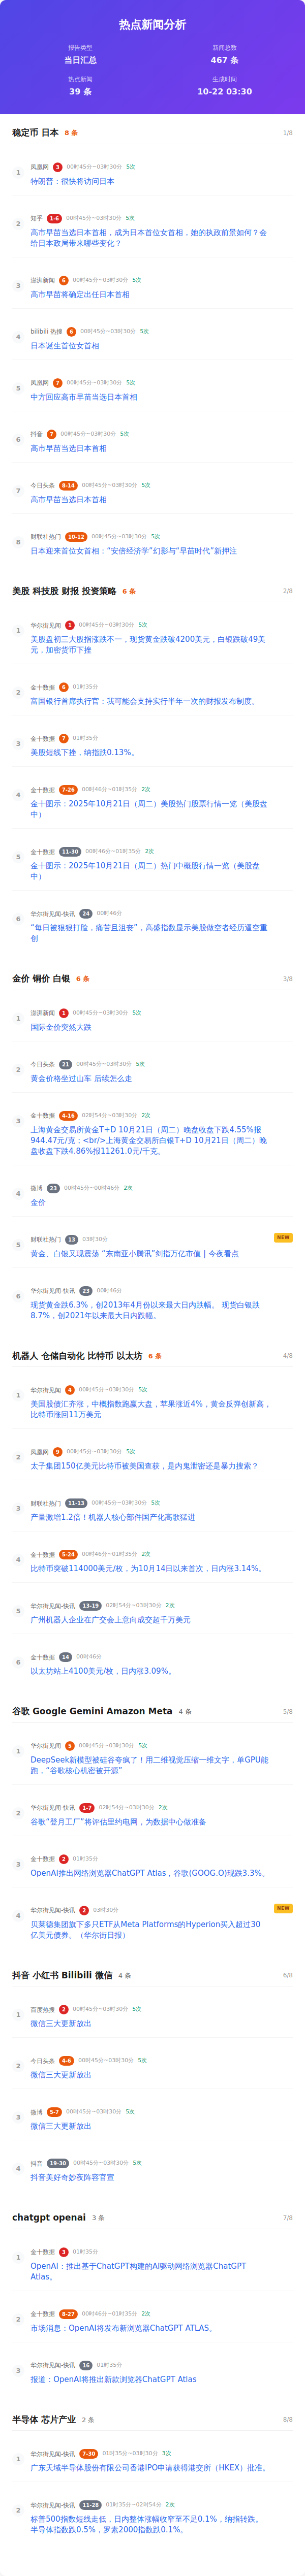 热点新闻分析
报告类型
当日汇总
新闻总数
467 条
热点新闻
39 条
生成时间
10-22 03:30
稳定币 日本 8 条 1/8
1
凤凰网 3 00时45分~03时30分 5次
特朗普：很快将访问日本
2
知乎 1-6 00时45分~03时30分 5次
高市早苗当选日本首相，成为日本首位女首相，她的执政前景如何？会
给日本政局带来哪些变化？
3
澎湃新闻 6 00时45分~03时30分 5次
高市早苗将确定出任日本首相
4
bilibili 热搜 6 00时45分~03时30分 5次
日本诞生首位女首相
5
凤凰网 7 00时45分~03时30分 5次
中方回应高市早苗当选日本首相
6
抖音 7 00时45分~03时30分 5次
高市早苗当选日本首相
7
今日头条 8-14 00时45分~03时30分 5次
高市早苗当选日本首相
8
财联社热门 10-12 00时45分~03时30分 5次
日本迎来首位女首相：“安倍经济学”幻影与“早苗时代”新押注
美股 科技股 财报 投资策略 6 条 2/8
1
华尔街见闻 1 00时45分~03时30分 5次
美股盘初三大股指涨跌不一，现货黄金跌破4200美元，白银跌破49美
元，加密货币下挫
2
金十数据 6 01时35分
富国银行首席执行官：我可能会支持实行半年一次的财报发布制度。
3
金十数据 7 01时35分
美股短线下挫，纳指跌0.13%。
4
金十数据 7-26 00时46分~01时35分 2次
金十图示：2025年10月21日（周二）美股热门股票行情一览（美股盘
中）
5
金十数据 11-30 00时46分~01时35分 2次
金十图示：2025年10月21日（周二）热门中概股行情一览（美股盘
中）
6
华尔街见闻-快讯 24 00时46分
“每日被狠狠打脸，痛苦且沮丧”，高盛指数显示美股做空者经历逼空重
创
金价 铜价 白银 6 条 3/8
1
澎湃新闻 1 00时45分~03时30分 5次
国际金价突然大跌
2
今日头条 21 00时45分~03时30分 5次
黄金价格坐过山车 后续怎么走
3
金十数据 4-16 02时54分~03时30分 2次
上海黄金交易所黄金T+D 10月21日（周二）晚盘收盘下跌4.55%报
944.47元/克；<br/>上海黄金交易所白银T+D 10月21日（周二）晚
盘收盘下跌4.86%报11261.0元/千克。
4
微博 23 00时45分~00时46分 2次
金价
5
财联社热门 13 03时30分 NEW
黄金、白银又现震荡 “东南亚小腾讯”剑指万亿市值 | 今夜看点
6
华尔街见闻-快讯 23 00时46分
现货黄金跌6.3%，创2013年4月份以来最大日内跌幅。 现货白银跌
8.7%，创2021年以来最大日内跌幅。
机器人 仓储自动化 比特币 以太坊 6 条 4/8
1
华尔街见闻 4 00时45分~03时30分 5次
美国股债汇齐涨，中概指数跑赢大盘，苹果涨近4%，黄金反弹创新高，
比特币涨回11万美元
2
凤凰网 9 00时45分~03时30分 5次
太子集团150亿美元比特币被美国查获，是内鬼泄密还是暴力搜索？
3
财联社热门 11-13 00时45分~03时30分 5次
产量激增1.2倍！机器人核心部件国产化高歌猛进
4
金十数据 5-24 00时46分~01时35分 2次
比特币突破114000美元/枚，为10月14日以来首次，日内涨3.14%。
5
华尔街见闻-快讯 13-19 02时54分~03时30分 2次
广州机器人企业在广交会上意向成交超千万美元
6
金十数据 14 00时46分
以太坊站上4100美元/枚，日内涨3.09%。
谷歌 Google Gemini Amazon Meta 4 条 5/8
1
华尔街见闻 5 00时45分~03时30分 5次
DeepSeek新模型被硅谷夸疯了！用二维视觉压缩一维文字，单GPU能
跑，“谷歌核心机密被开源”
2
华尔街见闻-快讯 1-7 02时54分~03时30分 2次
谷歌“登月工厂”将评估里约电网，为数据中心做准备
3
金十数据 2 01时35分
OpenAI推出网络浏览器ChatGPT Atlas，谷歌(GOOG.O)现跌3.3%。
4
华尔街见闻-快讯 2 03时30分 NEW
贝莱德集团旗下多只ETF从Meta Platforms的Hyperion买入超过30
亿美元债券。（华尔街日报）
抖音 小红书 Bilibili 微信 4 条 6/8
1
百度热搜 2 00时45分~03时30分 5次
微信三大更新放出
2
今日头条 4-6 00时45分~03时30分 5次
微信三大更新放出
3
微博 5-7 00时45分~03时30分 5次
微信三大更新放出
4
抖音 19-30 00时45分~03时30分 5次
抖音美好奇妙夜阵容官宣
chatgpt openai 3 条 7/8
1
金十数据 3 01时35分
OpenAI：推出基于ChatGPT构建的AI驱动网络浏览器ChatGPT
Atlas。
2
金十数据 8-27 00时46分~01时35分 2次
市场消息：OpenAI将发布新浏览器ChatGPT ATLAS。
3
华尔街见闻-快讯 16 01时35分
报道：OpenAI将推出新款浏览器ChatGPT Atlas
半导体 芯片产业 2 条 8/8
1
华尔街见闻-快讯 7-30 01时35分~03时30分 3次
广东天域半导体股份有限公司香港IPO申请获得港交所（HKEX）批准。
2
华尔街见闻-快讯 11-28 01时35分~02时54分 2次
标普500指数短线走低，日内整体涨幅收窄至不足0.1%，纳指转跌。
半导体指数跌0.5%，罗素2000指数跌0.1%。